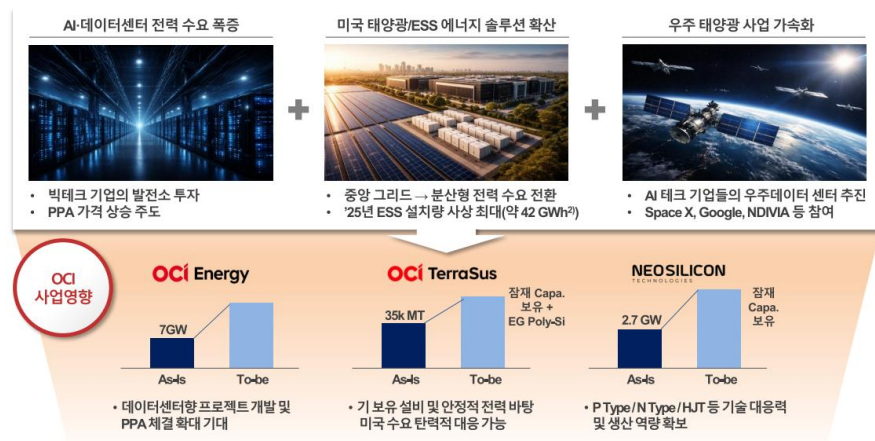 AI·데이터센터 전력 수요 폭증
미국 태양광/ESS 에너지 솔루션 확산
우주 태양광 사업 가속화
• 빅테크 기업의 발전소 투자
• PPA 가격 상승 주도
• 중앙 그리드 → 분산형 전력 수요 전환
• ’25년 ESS 설치량 사상 최대(약 42 GWh²⁾)
• AI 테크 기업들의 우주데이터 센터 추진
• Space X, Google, NDIVIA 등 참여
OCI
사업영향
OCI Energy
7GW
As-Is
To-be
• 데이터센터향 프로젝트 개발 및
PPA 체결 확대 기대
OCI TerraSus
35k MT
잠재 Capa.
보유 +
EG Poly-Si
As-Is
To-be
• 기 보유 설비 및 안정적 전력 바탕
미국 수요 탄력적 대응 가능
NEO SILICON
TECHNOLOGIES
2.7 GW
잠재
Capa.
보유
As-Is
To-be
• P Type / N Type / HJT 등 기술 대응력
및 생산 역량 확보